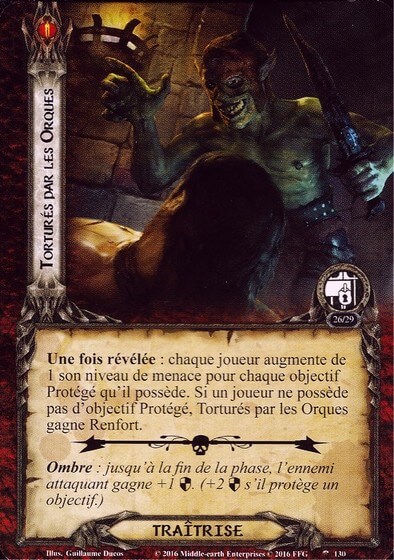 TORTURÉS PAR LES ORQUES
26/29
Une fois révélée : chaque joueur augmente de
1 son niveau de menace pour chaque objectif
Protégé qu'il possède. Si un joueur ne possède
pas d'objectif Protégé, Torturés par les Orques
gagne Renfort.
Ombre : jusqu'à la fin de la phase, l'ennemi
attaquant gagne +1 . (+2 s'il protège un
objectif.)
TRAÎTRISE
Illus. Guillaume Ducos © 2016 Middle-earth Enterprises © 2016 FFG 130